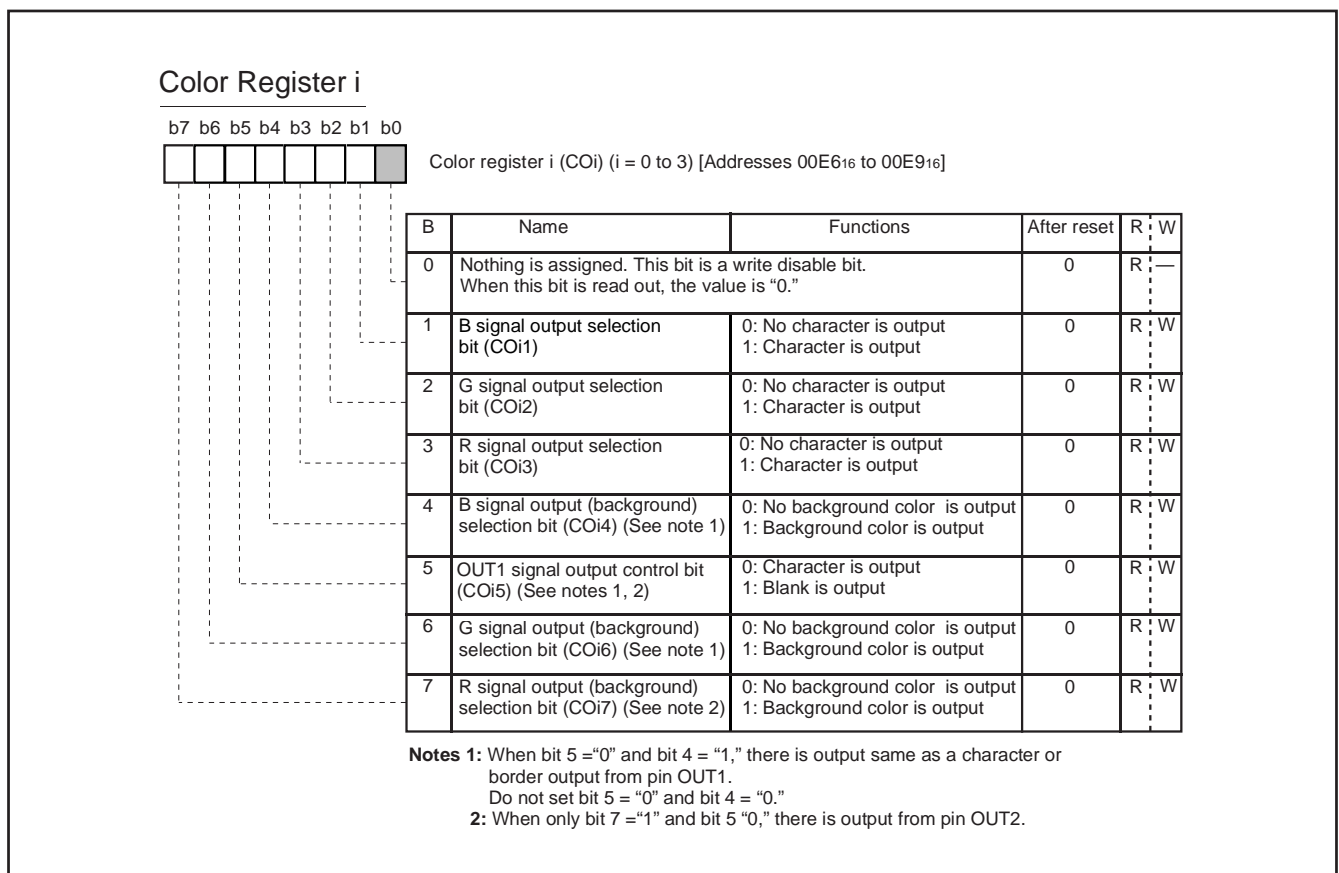 Color Register i
b7 b6 b5 b4 b3 b2 b1 b0
Color register i (COi) (i = 0 to 3) [Addresses 00E616 to 00E916]
B Name Functions After reset R W
0 Nothing is assigned. This bit is a write disable bit. 0 R —
When this bit is read out, the value is “0.”
1 B signal output selection 0: No character is output 0 R W
bit (COi1) 1: Character is output
2 G signal output selection 0: No character is output 0 R W
bit (COi2) 1: Character is output
3 R signal output selection 0: No character is output 0 R W
bit (COi3) 1: Character is output
4 B signal output (background) 0: No background color is output 0 R W
selection bit (COi4) (See note 1) 1: Background color is output
5 OUT1 signal output control bit 0: Character is output 0 R W
(COi5) (See notes 1, 2) 1: Blank is output
6 G signal output (background) 0: No background color is output 0 R W
selection bit (COi6) (See note 1) 1: Background color is output
7 R signal output (background) 0: No background color is output 0 R W
selection bit (COi7) (See note 2) 1: Background color is output
Notes 1: When bit 5 =“0” and bit 4 = “1,” there is output same as a character or
border output from pin OUT1.
Do not set bit 5 = “0” and bit 4 = “0.”
2: When only bit 7 =“1” and bit 5 “0,” there is output from pin OUT2.